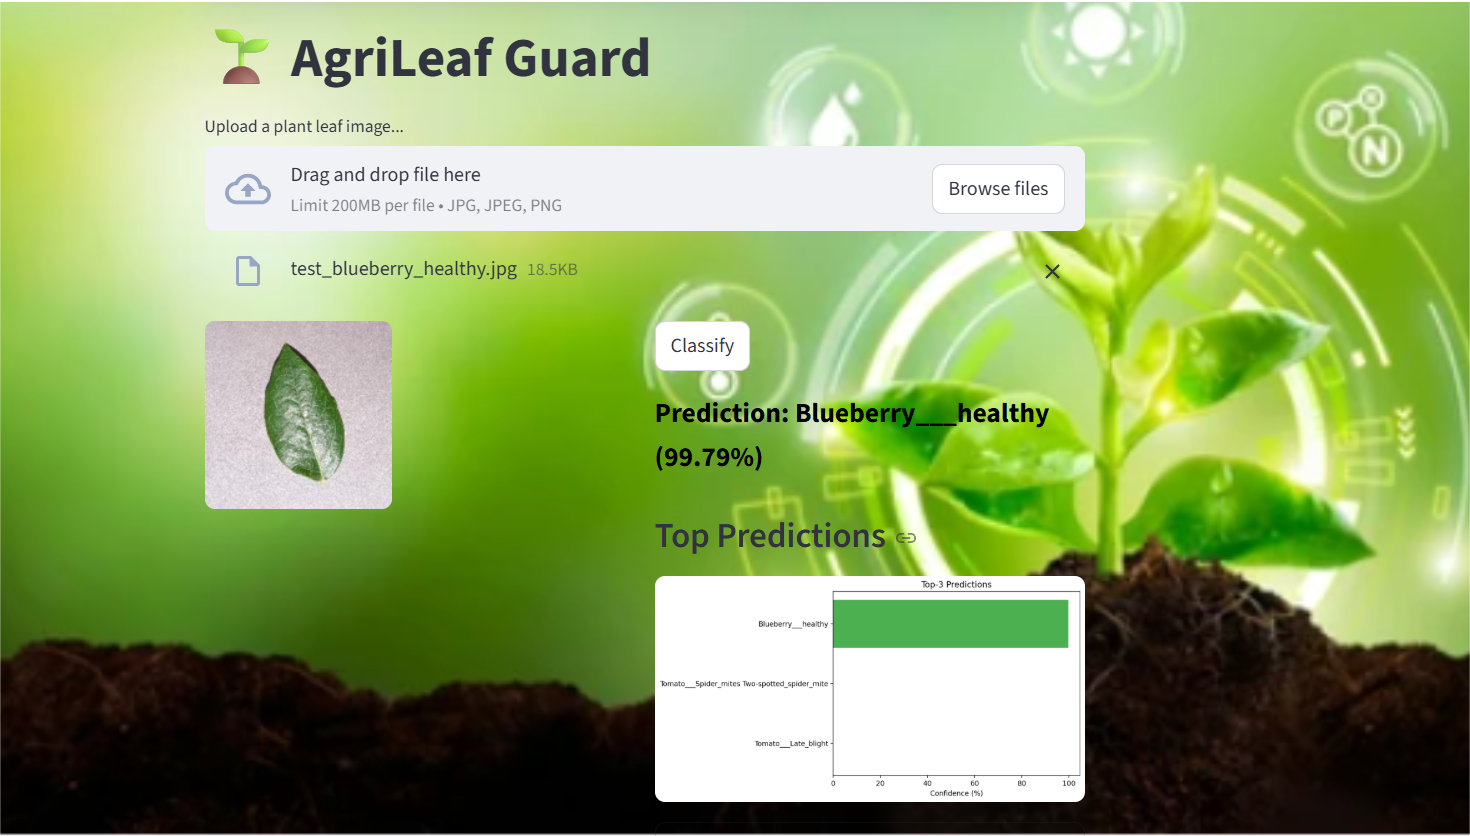 AgriLeaf Guard
Upload a plant leaf image...
Drag and drop file here
Limit 200MB per file • JPG, JPEG, PNG
Browse files
test_blueberry_healthy.jpg 18.5KB
Classify
Prediction: Blueberry___healthy
(99.79%)
Top Predictions
Top-3 Predictions
Blueberry___healthy
Tomato___Spider_mites Two-spotted_spider_mite
Tomato___Late_blight
0 20 40 60 80 100
Confidence (%)
P K
N